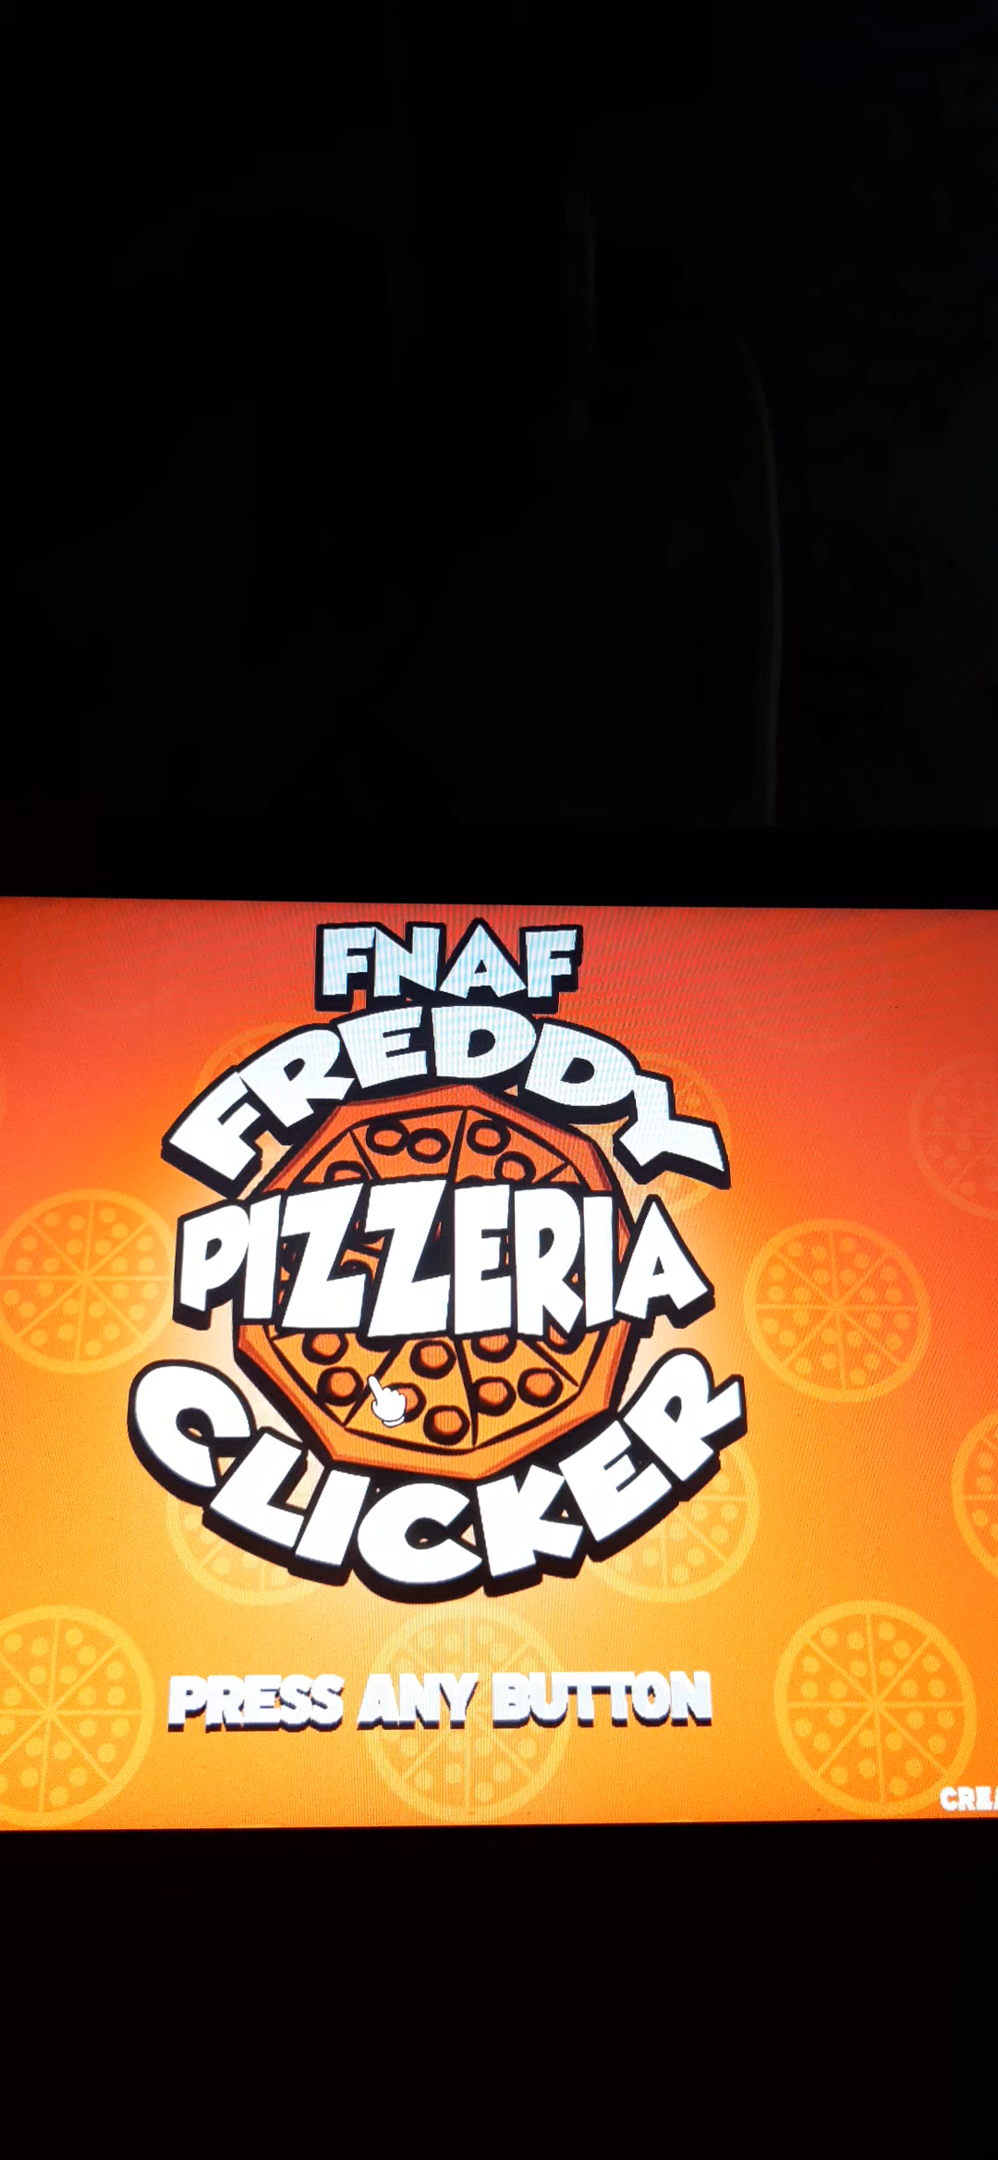 FNAF
FREDDY
PIZZERIA
CLICKER
PRESS ANY BUTTON